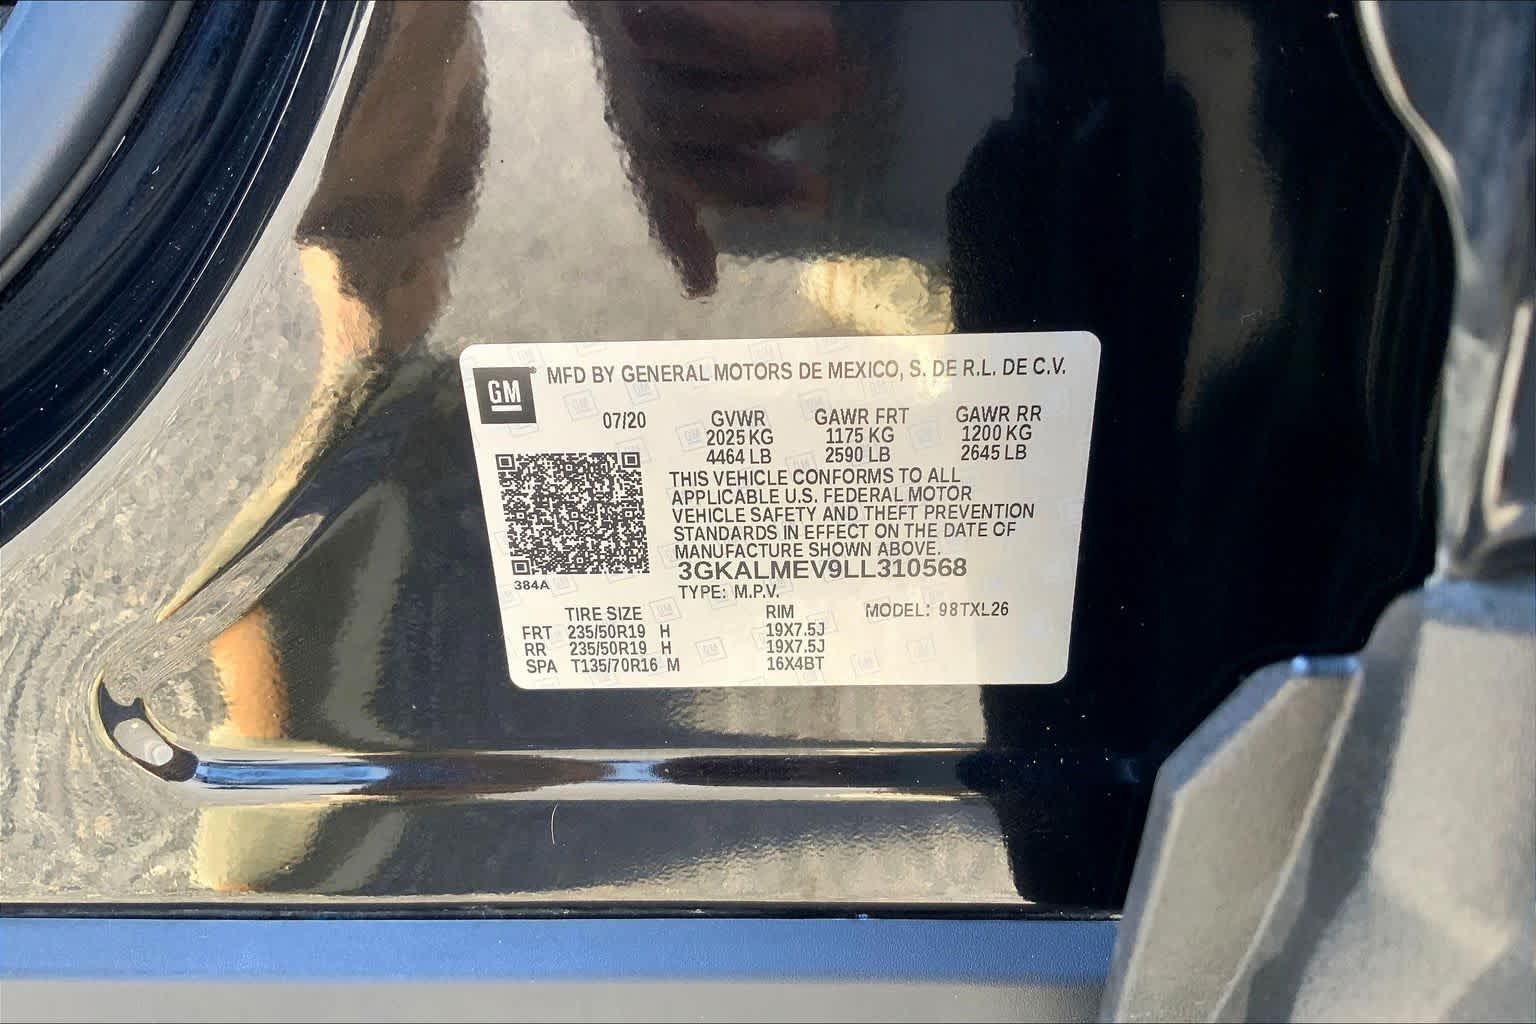 GM MFD BY GENERAL MOTORS DE MEXICO, S. DE R.L. DE C.V.
07/20 GVWR GAWR FRT GAWR RR
2025 KG 1175 KG 1200 KG
4464 LB 2590 LB 2645 LB
THIS VEHICLE CONFORMS TO ALL
APPLICABLE U.S. FEDERAL MOTOR
VEHICLE SAFETY AND THEFT PREVENTION
STANDARDS IN EFFECT ON THE DATE OF
MANUFACTURE SHOWN ABOVE.
3GKALMEV9LL310568
384A
TYPE: M.P.V.
TIRE SIZE RIM MODEL: 98TXL26
FRT 235/50R19 H 19X7.5J
RR 235/50R19 H 19X7.5J
SPA T135/70R16 M 16X4BT